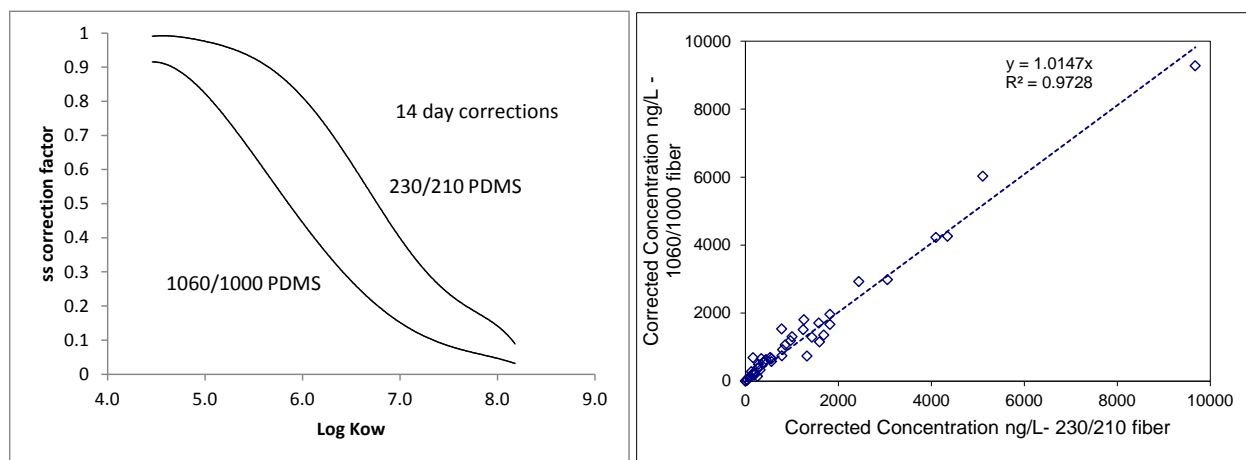 1
0.9
0.8
0.7
0.6
0.5
0.4
0.3
0.2
0.1
0
4.0 5.0 6.0 7.0 8.0 9.0
ss correction factor
Log Kow
14 day corrections
230/210 PDMS
1060/1000 PDMS
10000
8000
6000
4000
2000
0
0 2000 4000 6000 8000 10000
Corrected Concentration ng/L -
1060/1000 fiber
Corrected Concentration ng/L- 230/210 fiber
y = 1.0147x
R² = 0.9728